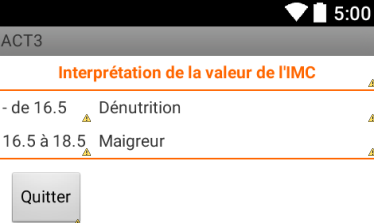 5:00
ACT3
Interprétation de la valeur de l'IMC
- de 16.5 Dénutrition
16.5 à 18.5 Maigreur
Quitter